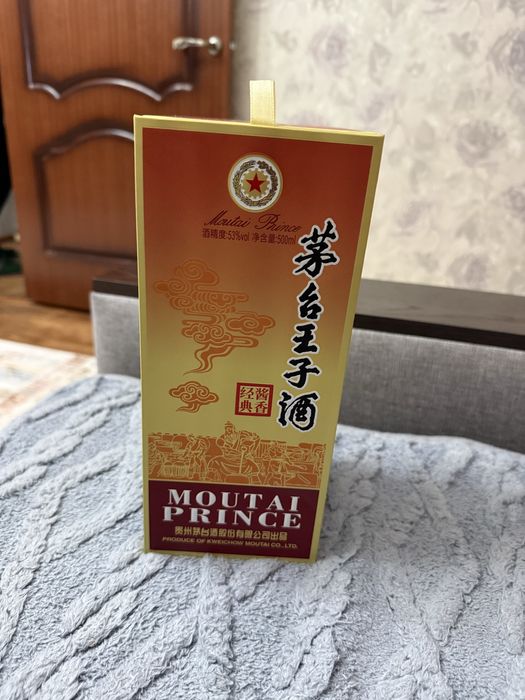 Moutai Prince
酒精度:53%vol 净含量:500ml
茅台王子酒
酱香
经典
MOUTAI
PRINCE
贵州茅台酒股份有限公司出品
PRODUCE OF KWEICHOW MOUTAI CO., LTD.